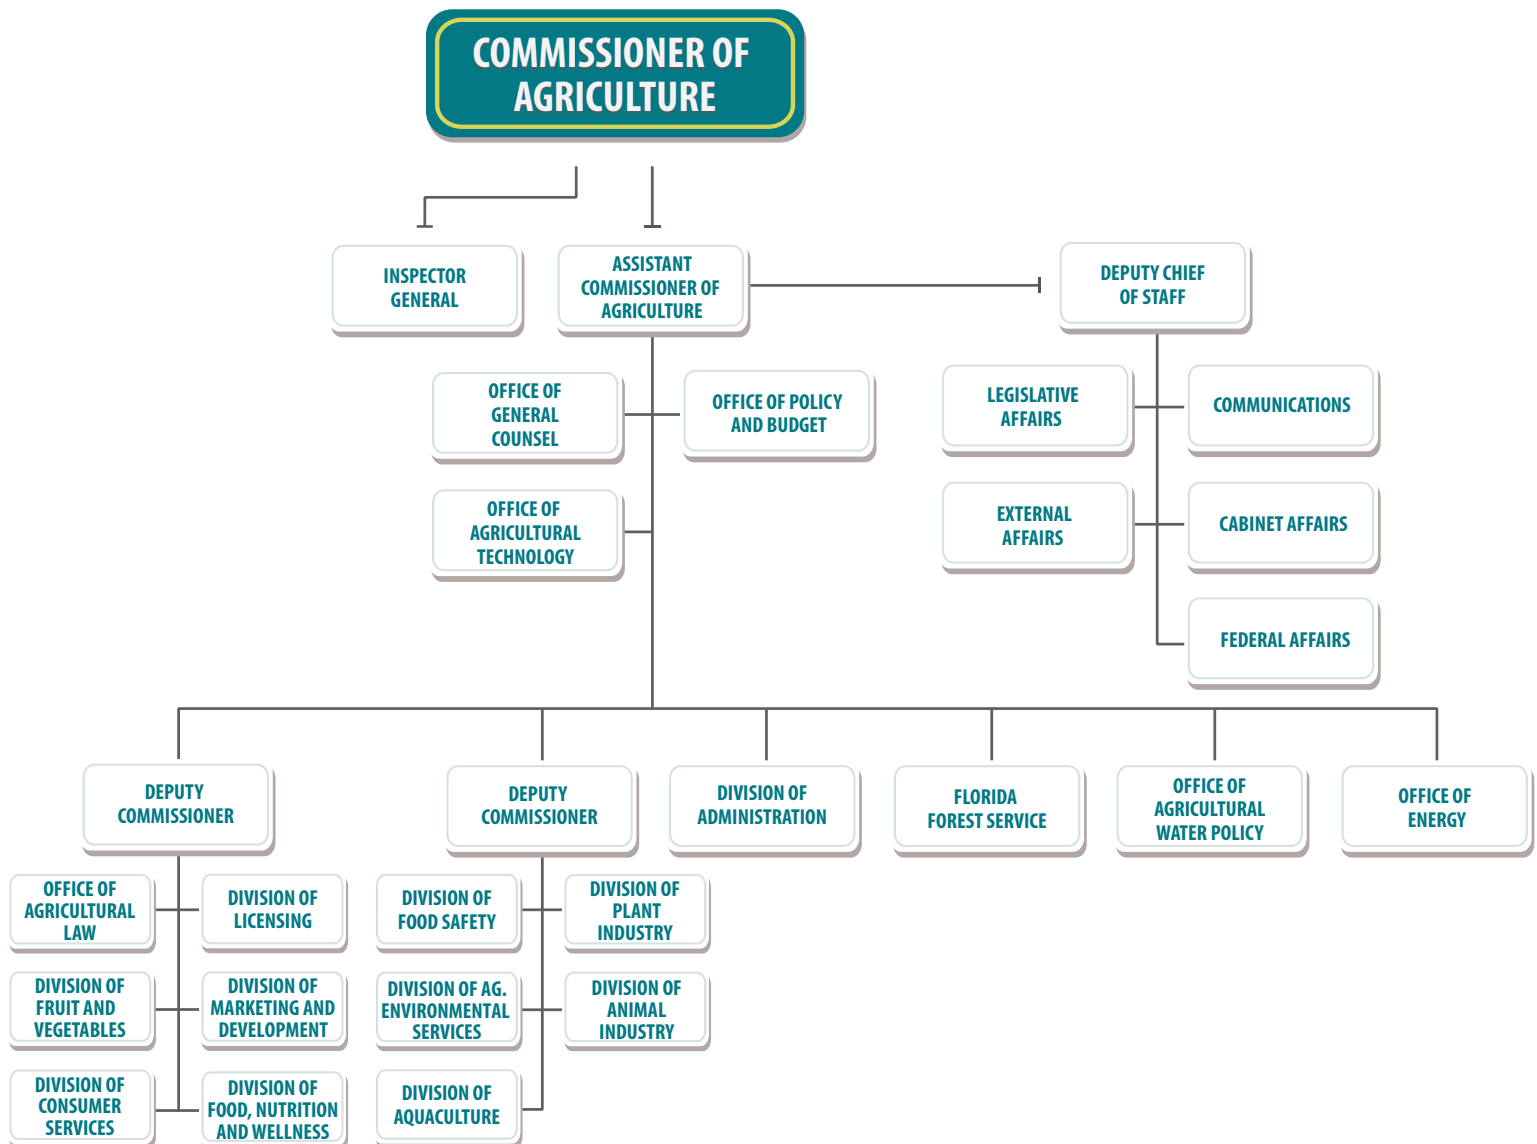 COMMISSIONER OF
AGRICULTURE
INSPECTOR
GENERAL
ASSISTANT
COMMISSIONER OF
AGRICULTURE
DEPUTY CHIEF
OF STAFF
OFFICE OF
GENERAL
COUNSEL
OFFICE OF POLICY
AND BUDGET
LEGISLATIVE
AFFAIRS
COMMUNICATIONS
OFFICE OF
AGRICULTURAL
TECHNOLOGY
EXTERNAL
AFFAIRS
CABINET AFFAIRS
FEDERAL AFFAIRS
DEPUTY
COMMISSIONER
DEPUTY
COMMISSIONER
DIVISION OF
ADMINISTRATION
FLORIDA
FOREST SERVICE
OFFICE OF
AGRICULTURAL
WATER POLICY
OFFICE OF
ENERGY
OFFICE OF
AGRICULTURAL
LAW
DIVISION OF
LICENSING
DIVISION OF
FOOD SAFETY
DIVISION OF
PLANT
INDUSTRY
DIVISION OF
FRUIT AND
VEGETABLES
DIVISION OF
MARKETING AND
DEVELOPMENT
DIVISION OF AG.
ENVIRONMENTAL
SERVICES
DIVISION OF
ANIMAL
INDUSTRY
DIVISION OF
CONSUMER
SERVICES
DIVISION OF
FOOD, NUTRITION
AND WELLNESS
DIVISION OF
AQUACULTURE